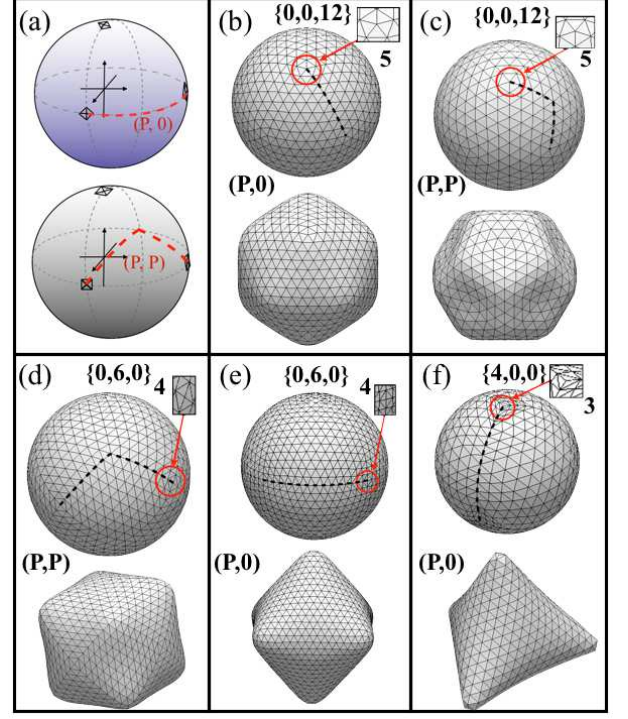 (a)
(P, 0)
(P, P)
(b)
{0,0,12}
5
(P,0)
(c)
{0,0,12}
5
(P,P)
(d)
{0,6,0}
4
(P,P)
(e)
{0,6,0}
4
(P,0)
(f)
{4,0,0}
3
(P,0)